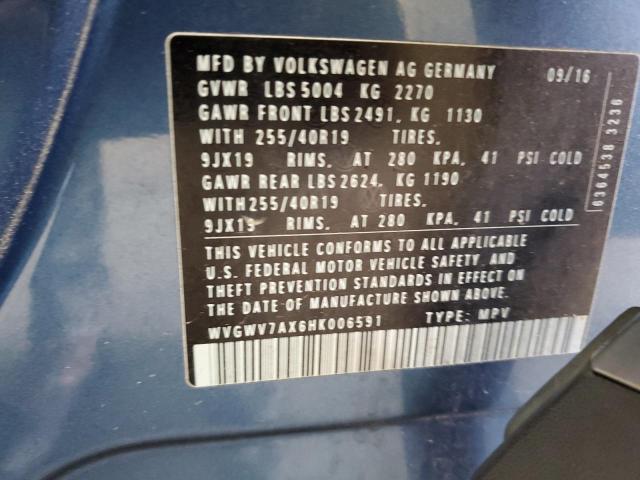 MFD BY VOLKSWAGEN AG GERMANY 09/16
GVWR LBS 5004 KG 2270
GAWR FRONT LBS 2491, KG 1130
WITH 255/40R19 TIRES,
9JX19 RIMS, AT 280 KPA, 41 PSI COLD
GAWR REAR LBS 2624, KG 1190
WITH 255/40R19 TIRES,
9JX19 RIMS, AT 280 KPA, 41 PSI COLD
THIS VEHICLE CONFORMS TO ALL APPLICABLE
U.S. FEDERAL MOTOR VEHICLE SAFETY AND
THEFT PREVENTION STANDARDS IN EFFECT ON
THE DATE OF MANUFACTURE SHOWN ABOVE.
WVGWV7AX6HK006591 TYPE: MPV
6364538 3236